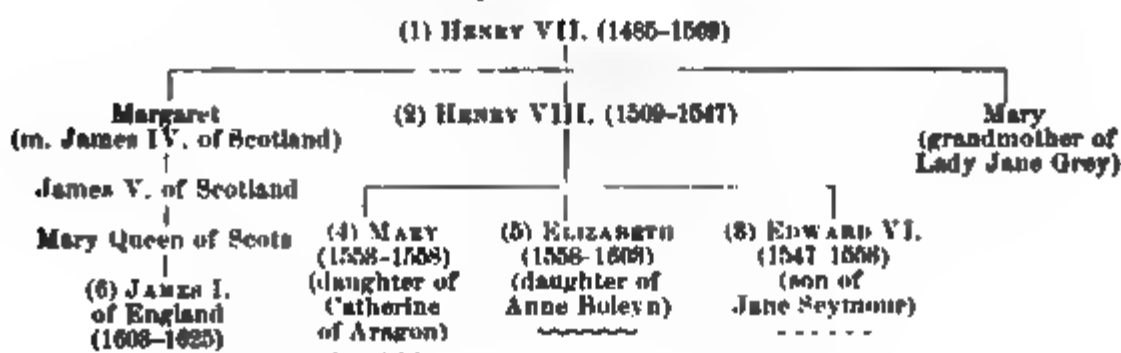 (1) HENRY VII. (1485–1509)
Margaret
(m. James IV. of Scotland)
(2) HENRY VIII. (1509–1547)
Mary
(grandmother of
Lady Jane Grey)
James V. of Scotland
Mary Queen of Scots
(6) JAMES I.
of England
(1603–1625)
(4) MARY
(1553–1558)
(daughter of
Catherine
of Aragon)
(5) ELIZABETH
(1558–1603)
(daughter of
Anne Boleyn)
(3) EDWARD VI.
(1547–1553)
(son of
Jane Seymour)